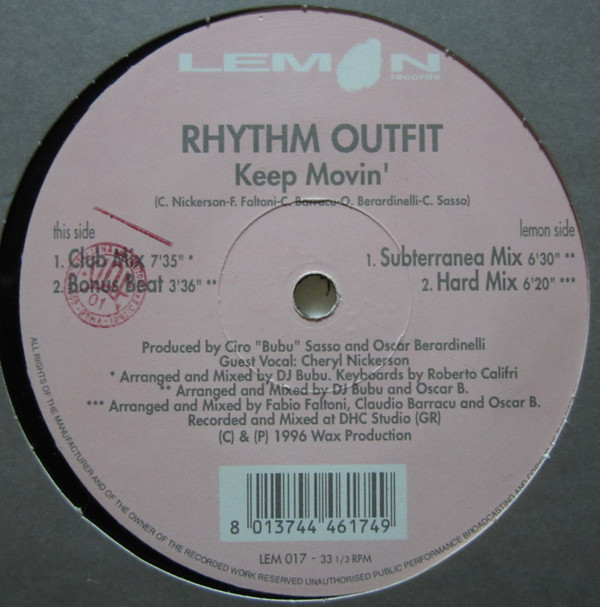 LEMON
records
RHYTHM OUTFIT
Keep Movin'
(C. Nickerson-F. Faltoni-C. Barracu-O. Berardinelli-C. Sasso)
this side
1. Club Mix 7'35" *
2. Bonus Beat 3'36" **
lemon side
1. Subterranea Mix 6'30" **
2. Hard Mix 6'20" ***
01
Produced by Ciro "Bubu" Sasso and Oscar Berardinelli
Guest Vocal: Cheryl Nickerson
* Arranged and Mixed by DJ Bubu. Keyboards by Roberto Califri
** Arranged and Mixed by DJ Bubu and Oscar B.
*** Arranged and Mixed by Fabio Faltoni, Claudio Barracu and Oscar B.
Recorded and Mixed at DHC Studio (GR)
(C) & (P) 1996 Wax Production
8 013744 461749
LEM 017 - 33 1/3 RPM
ALL RIGHTS OF THE MANUFACTURER AND OF THE OWNER OF THE RECORDED WORK RESERVED UNAUTHORISED PUBLIC PERFORMANCE BROADCASTING AND